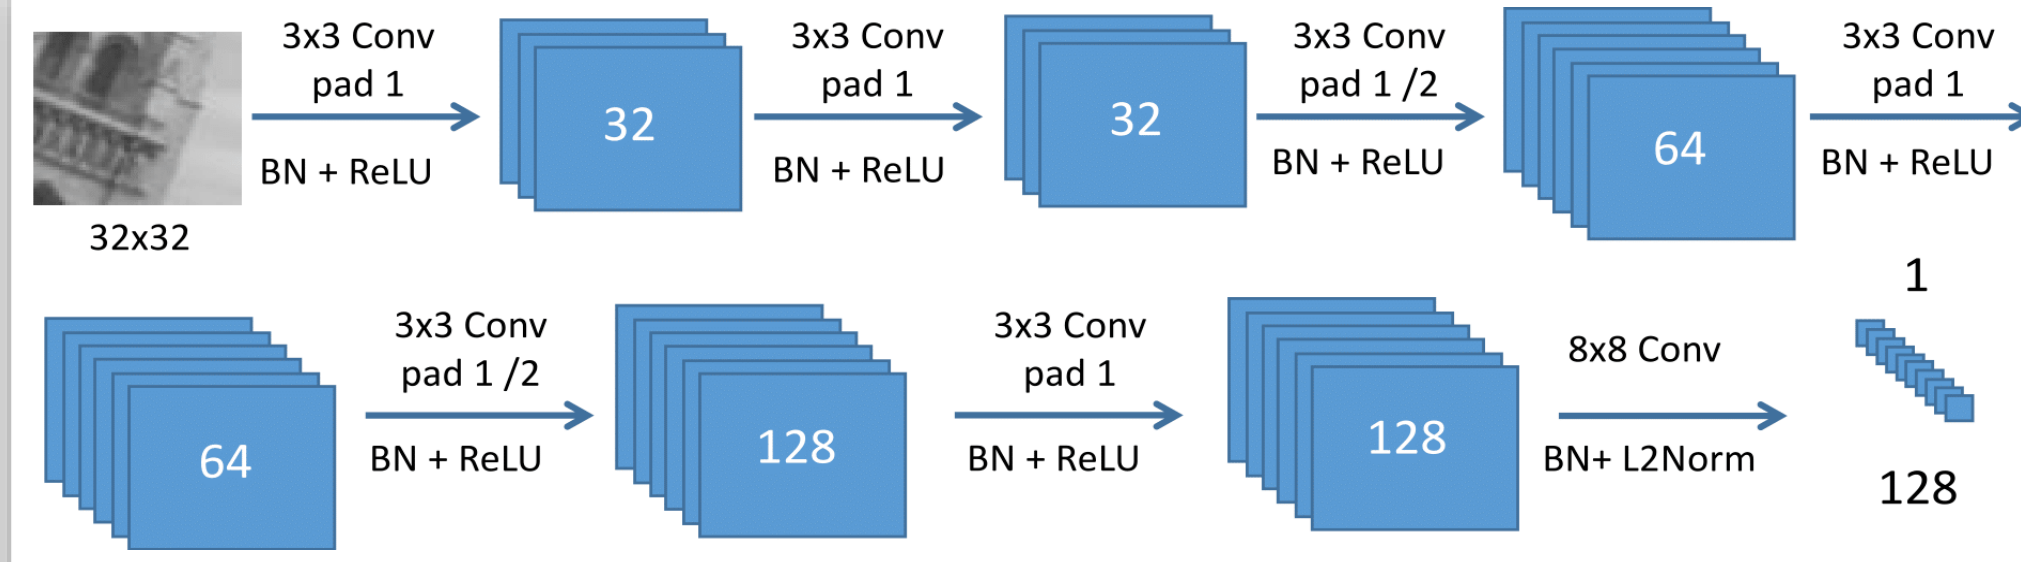 3x3 Conv
pad 1
BN + ReLU
32x32
32
3x3 Conv
pad 1
BN + ReLU
32
3x3 Conv
pad 1 /2
BN + ReLU
64
3x3 Conv
pad 1
BN + ReLU
64
3x3 Conv
pad 1 /2
BN + ReLU
128
3x3 Conv
pad 1
BN + ReLU
128
8x8 Conv
BN+ L2Norm
1
128